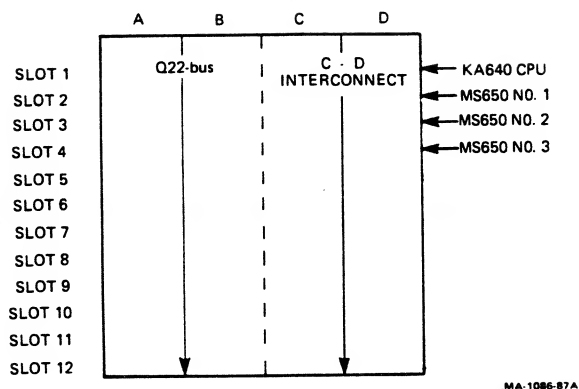 A B C D
Q22-bus
C - D
INTERCONNECT
SLOT 1
SLOT 2
SLOT 3
SLOT 4
SLOT 5
SLOT 6
SLOT 7
SLOT 8
SLOT 9
SLOT 10
SLOT 11
SLOT 12
KA640 CPU
MS650 NO. 1
MS650 NO. 2
MS650 NO. 3
MA-1086-87A